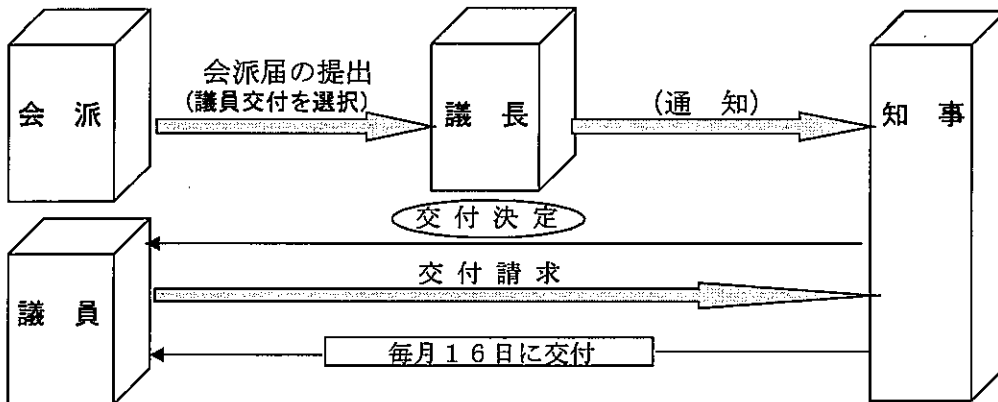 会派届の提出
(議員交付を選択)
会　派
議　長
(通　知)
知　事
交 付 決 定
交 付 請 求
議　員
毎月１６日に交付